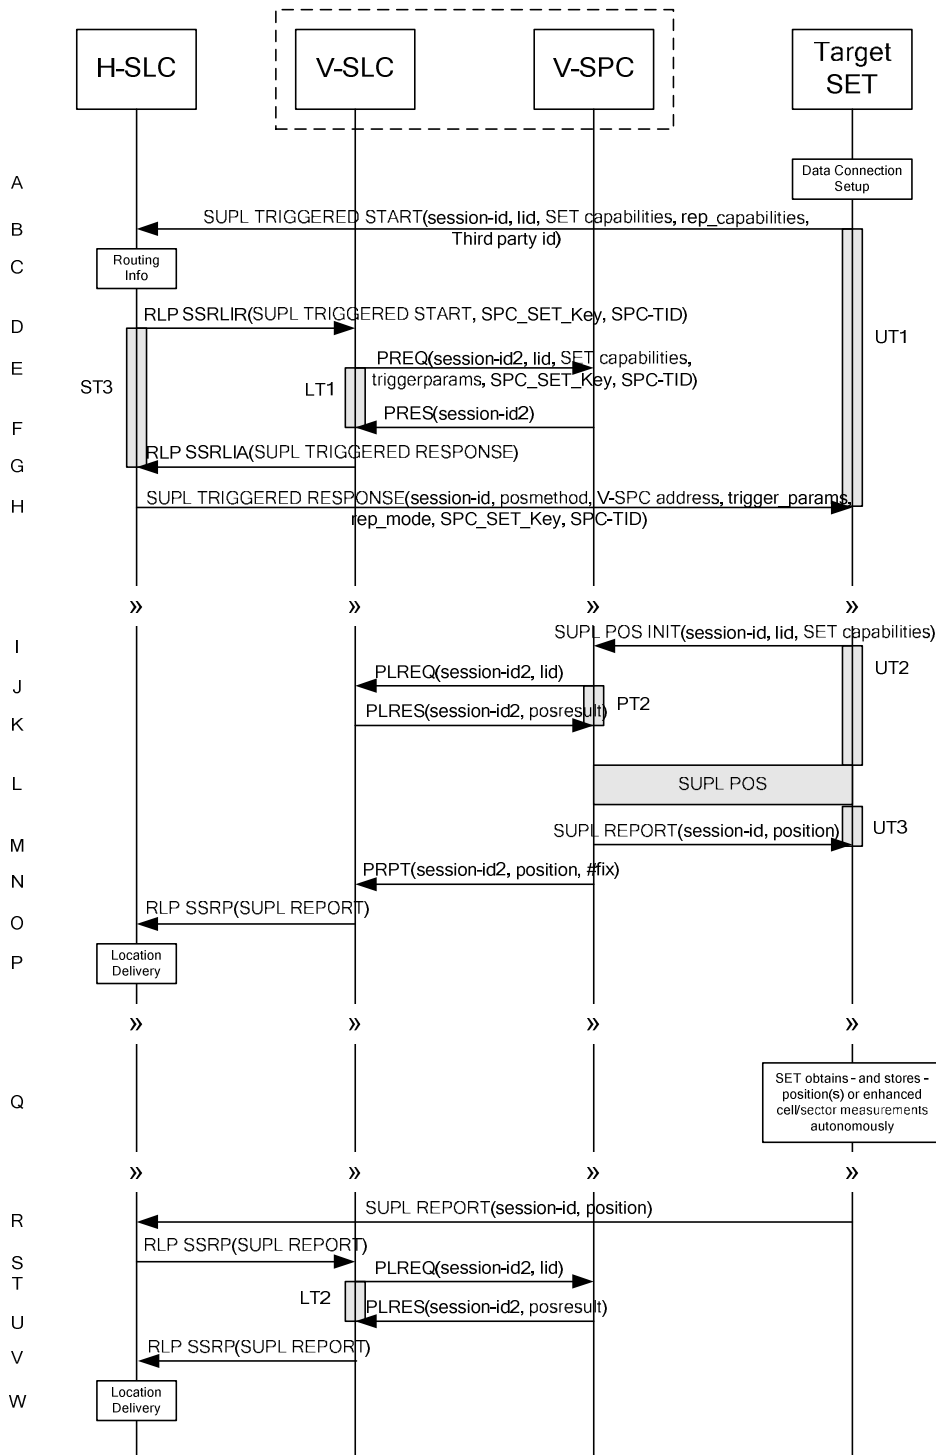 H-SLC
V-SLC
V-SPC
Target
SET
A
Data Connection
Setup
B
SUPL TRIGGERED START(session-id, lid, SET capabilities, rep_capabilities,
Third party id)
C
Routing
Info
D
RLP SSRLIR(SUPL TRIGGERED START, SPC_SET_Key, SPC-TID)
UT1
E
PREQ(session-id2, lid, SET capabilities,
triggerparams, SPC_SET_Key, SPC-TID)
ST3
LT1
F
PRES(session-id2)
G
RLP SSRLIA(SUPL TRIGGERED RESPONSE)
H
SUPL TRIGGERED RESPONSE(session-id, posmethod, V-SPC address, trigger_params,
rep_mode, SPC_SET_Key, SPC-TID)
» » » »
I
SUPL POS INIT(session-id, lid, SET capabilities)
UT2
J
PLREQ(session-id2, lid)
PT2
K
PLRES(session-id2, posresult)
L
SUPL POS
M
SUPL REPORT(session-id, position)
UT3
N
PRPT(session-id2, position, #fix)
O
RLP SSRP(SUPL REPORT)
P
Location
Delivery
» » » »
Q
SET obtains - and stores -
position(s) or enhanced
cell/sector measurements
autonomously
» » » »
R
SUPL REPORT(session-id, position)
S
RLP SSRP(SUPL REPORT)
T
PLREQ(session-id2, lid)
LT2
U
PLRES(session-id2, posresult)
V
RLP SSRP(SUPL REPORT)
W
Location
Delivery